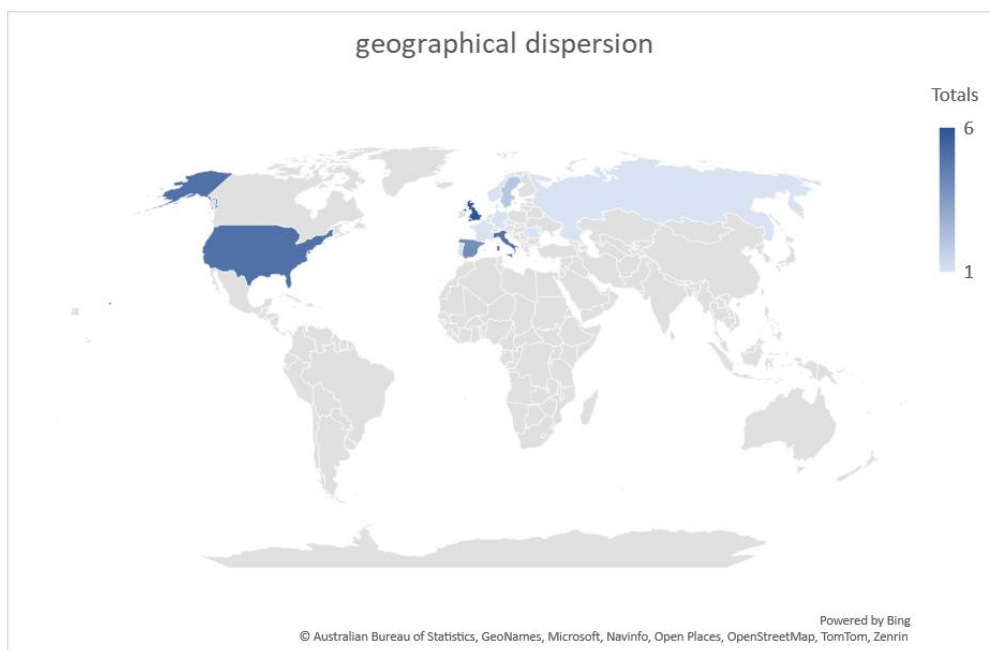 geographical dispersion
Totals
6
1
Powered by Bing
© Australian Bureau of Statistics, GeoNames, Microsoft, Navinfo, Open Places, OpenStreetMap, TomTom, Zenrin